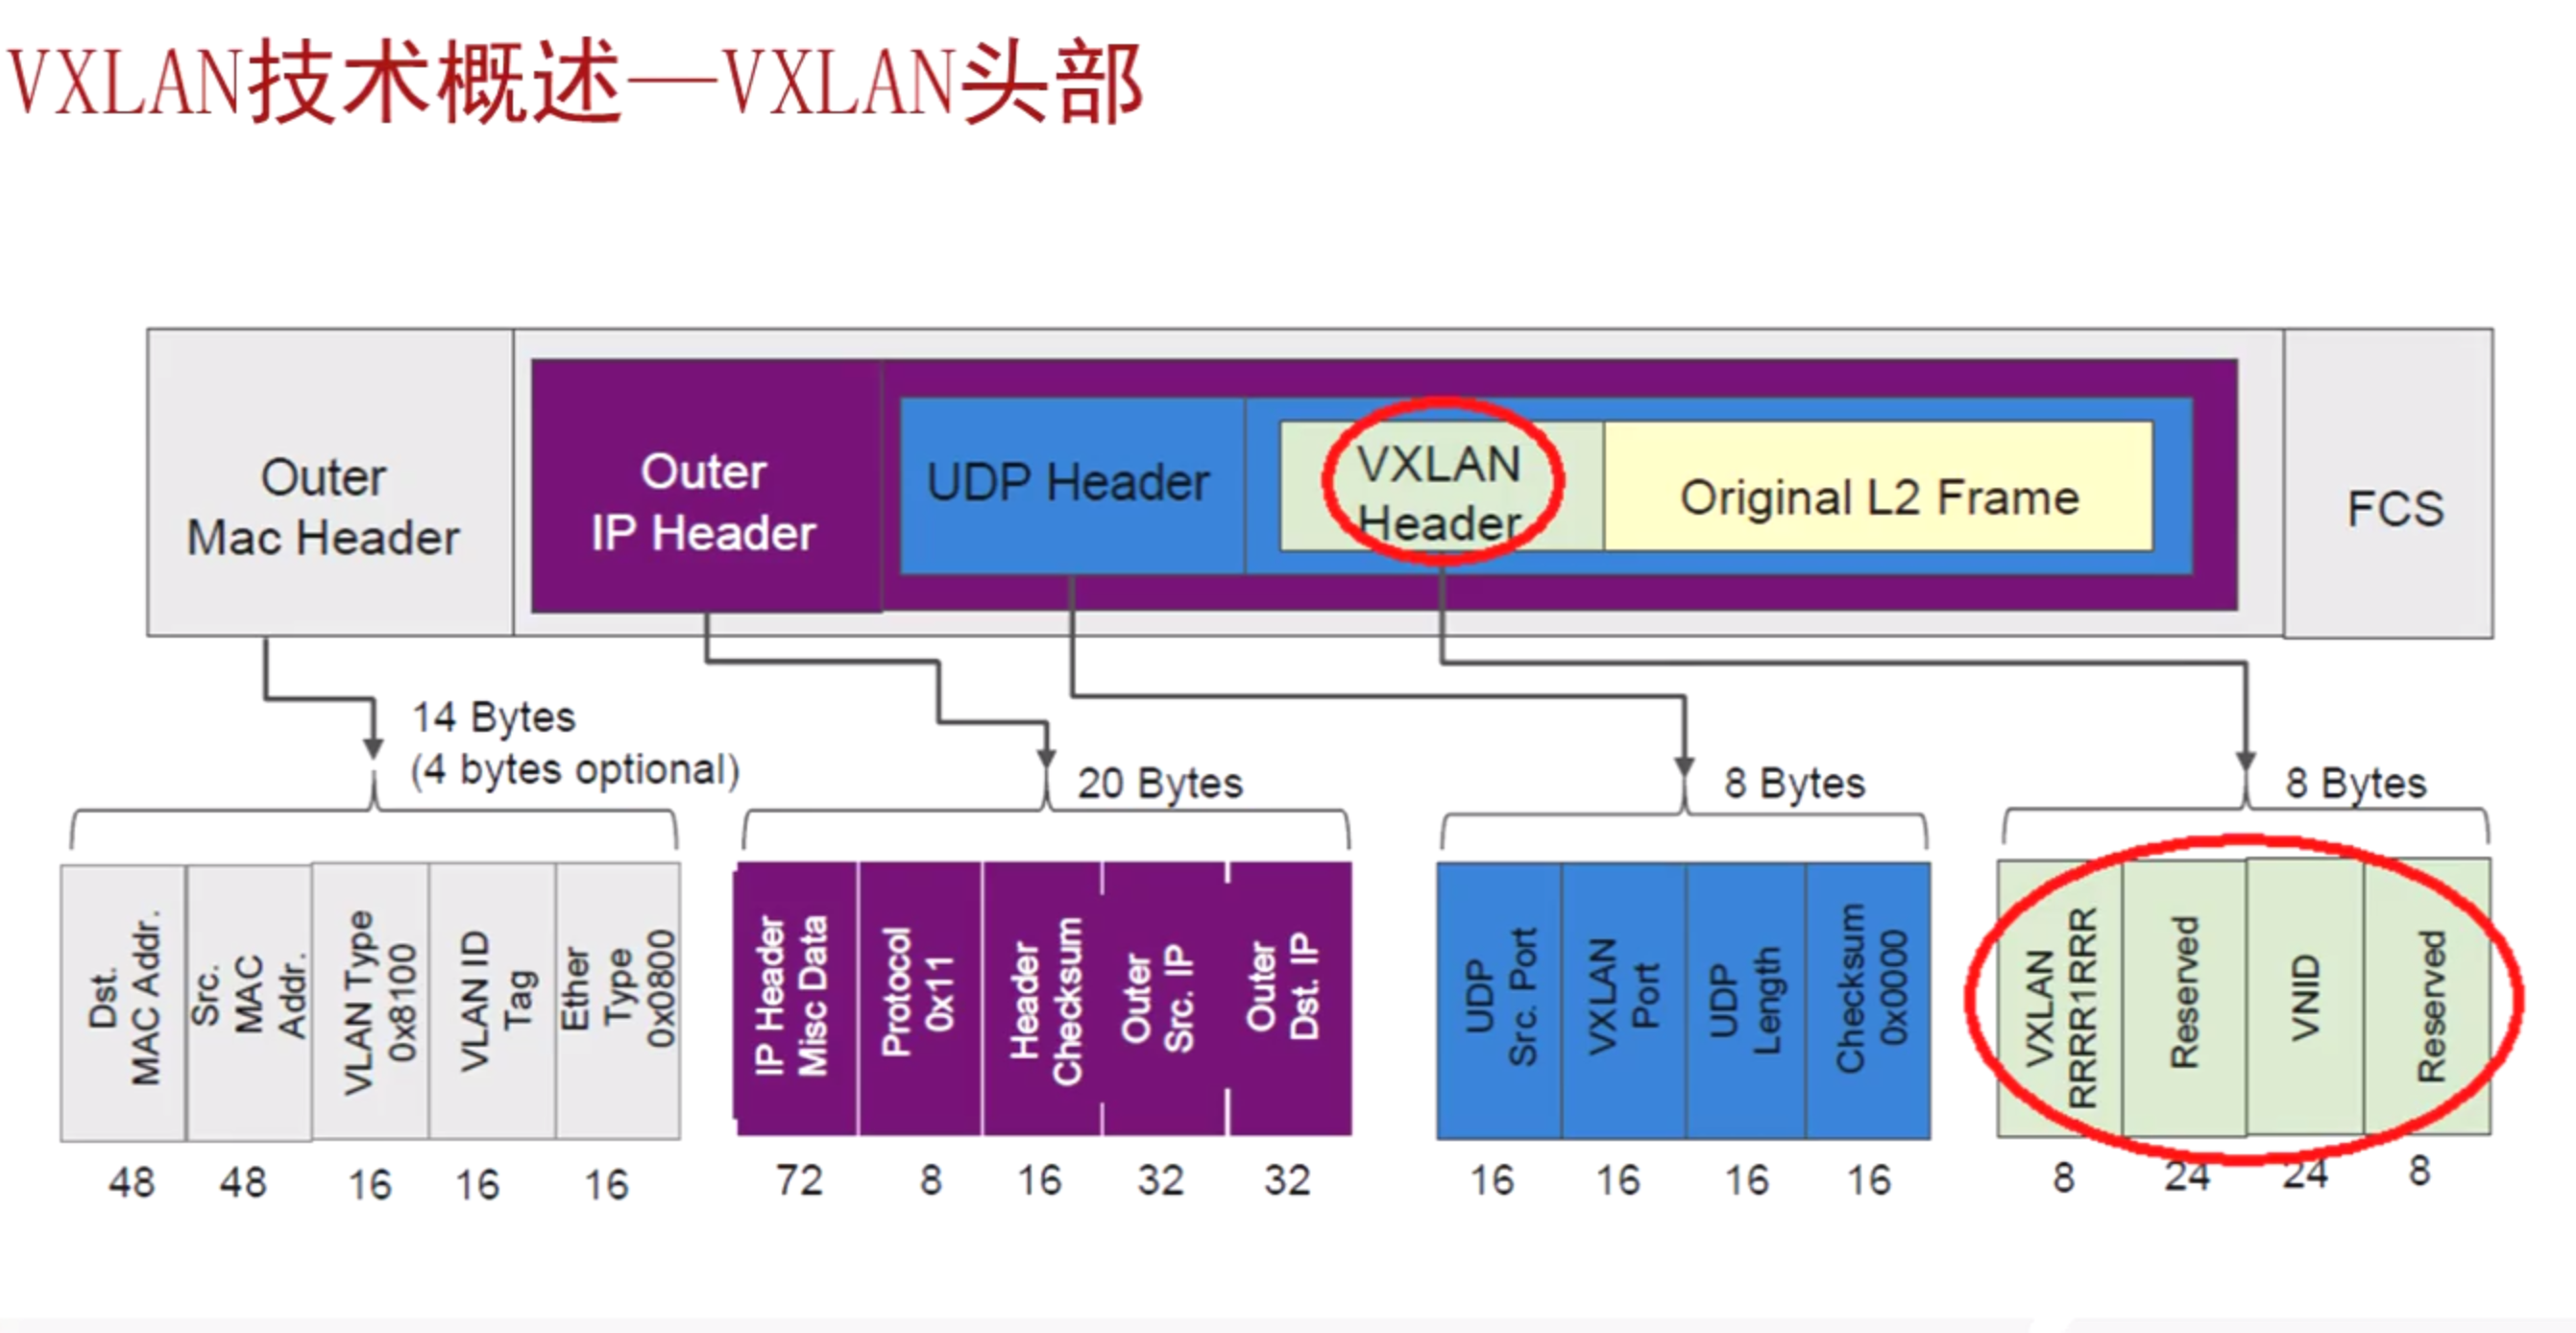 VXLAN技术概述—VXLAN头部
Outer
Mac Header
Outer
IP Header
UDP Header
VXLAN
Header
Original L2 Frame
FCS
14 Bytes
(4 bytes optional)
20 Bytes
8 Bytes
8 Bytes
Dst.
MAC Addr.
Src.
MAC
Addr.
VLAN Type
0x8100
VLAN ID
Tag
Ether
Type
0x0800
IP Header
Misc Data
Protocol
0x11
Header
Checksum
Outer
Src. IP
Outer
Dst. IP
UDP
Src. Port
VXLAN
Port
UDP
Length
Checksum
0x0000
VXLAN
RRRR1RRR
Reserved
VNID
Reserved
48
48
16
16
16
72
8
16
32
32
16
16
16
16
8
24
24
8